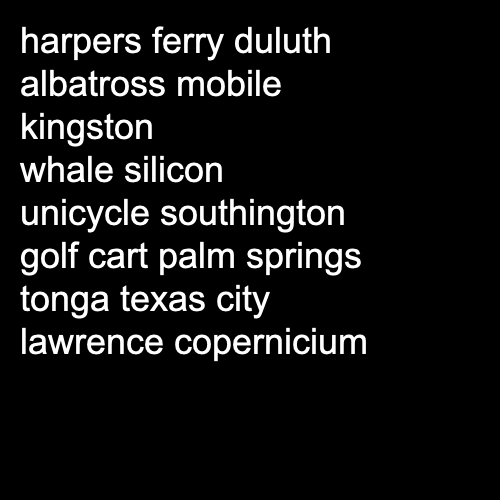 harpers ferry duluth
albatross mobile
kingston
whale silicon
unicycle southington
golf cart palm springs
tonga texas city
lawrence copernicium